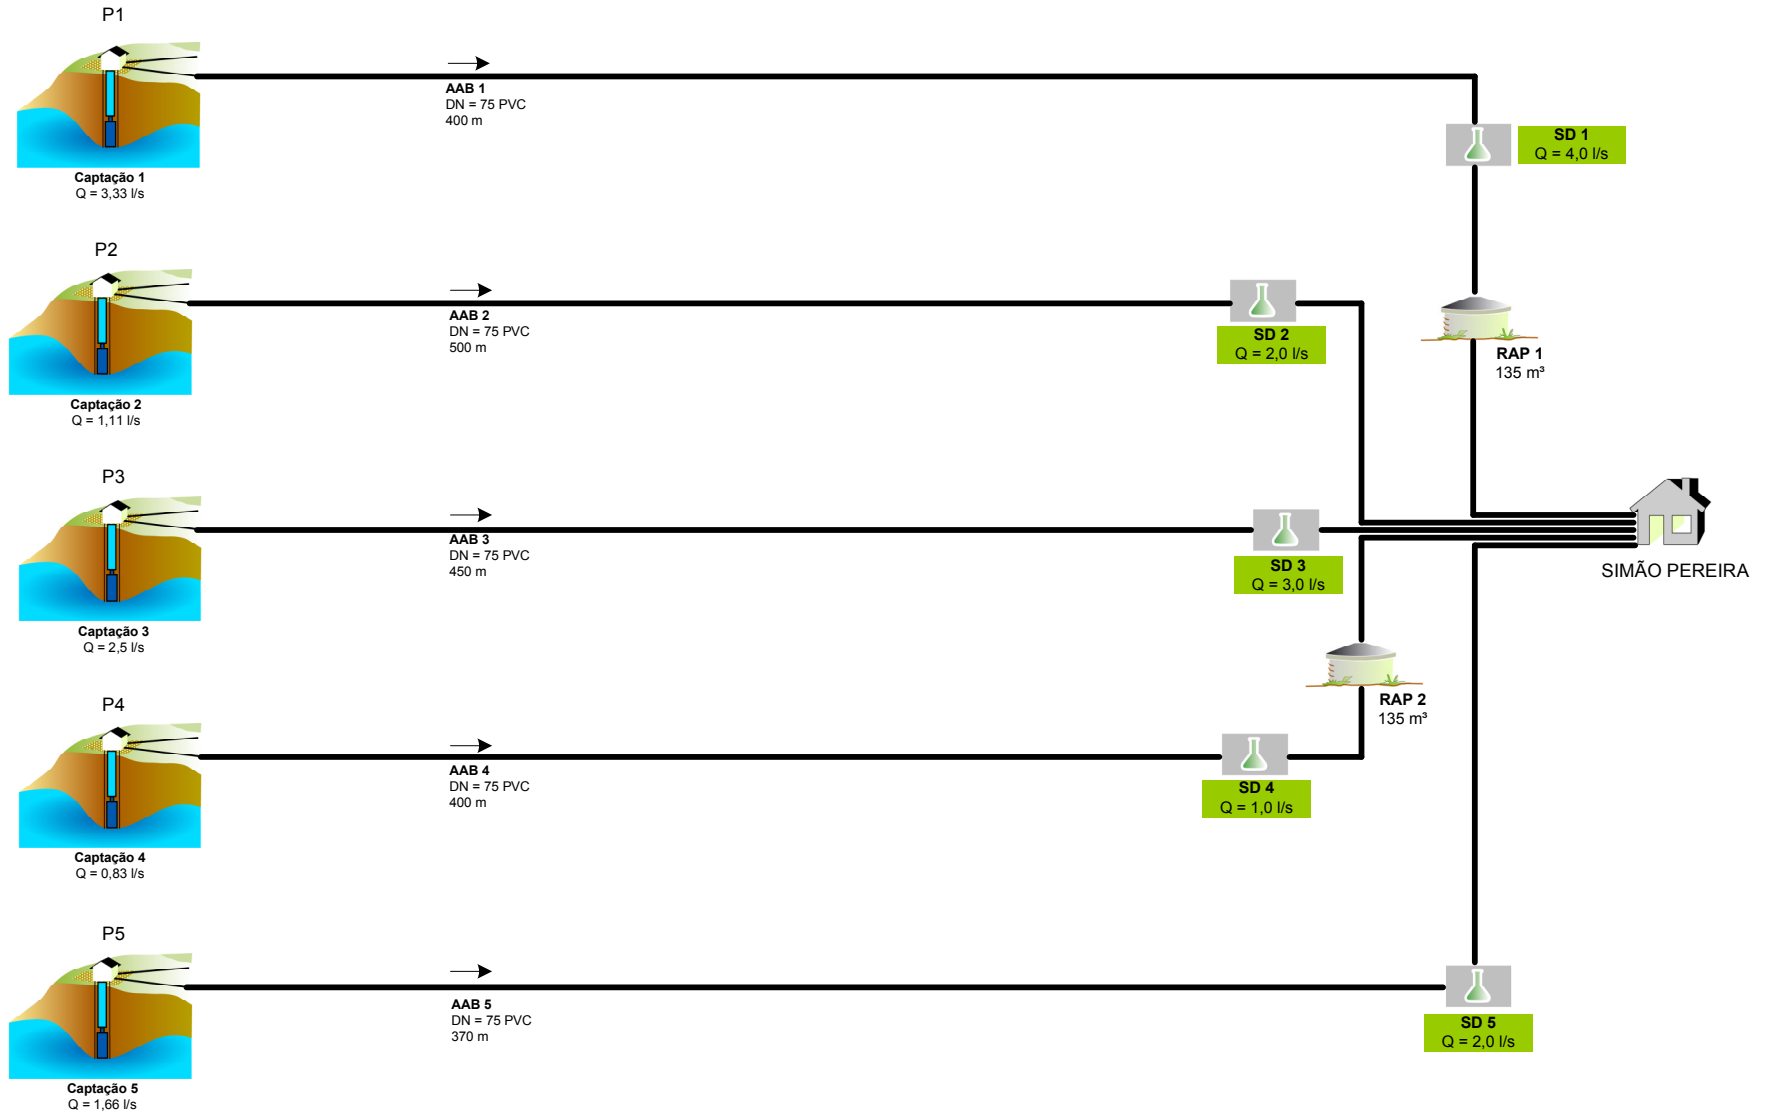 P1
AAB 1
DN = 75 PVC
400 m
SD 1
Q = 4,0 l/s
Captação 1
Q = 3,33 l/s
P2
AAB 2
DN = 75 PVC
500 m
SD 2
Q = 2,0 l/s
RAP 1
135 m³
Captação 2
Q = 1,11 l/s
P3
AAB 3
DN = 75 PVC
450 m
SD 3
Q = 3,0 l/s
SIMÃO PEREIRA
Captação 3
Q = 2,5 l/s
P4
RAP 2
135 m³
AAB 4
DN = 75 PVC
400 m
SD 4
Q = 1,0 l/s
Captação 4
Q = 0,83 l/s
P5
AAB 5
DN = 75 PVC
370 m
SD 5
Q = 2,0 l/s
Captação 5
Q = 1,66 l/s